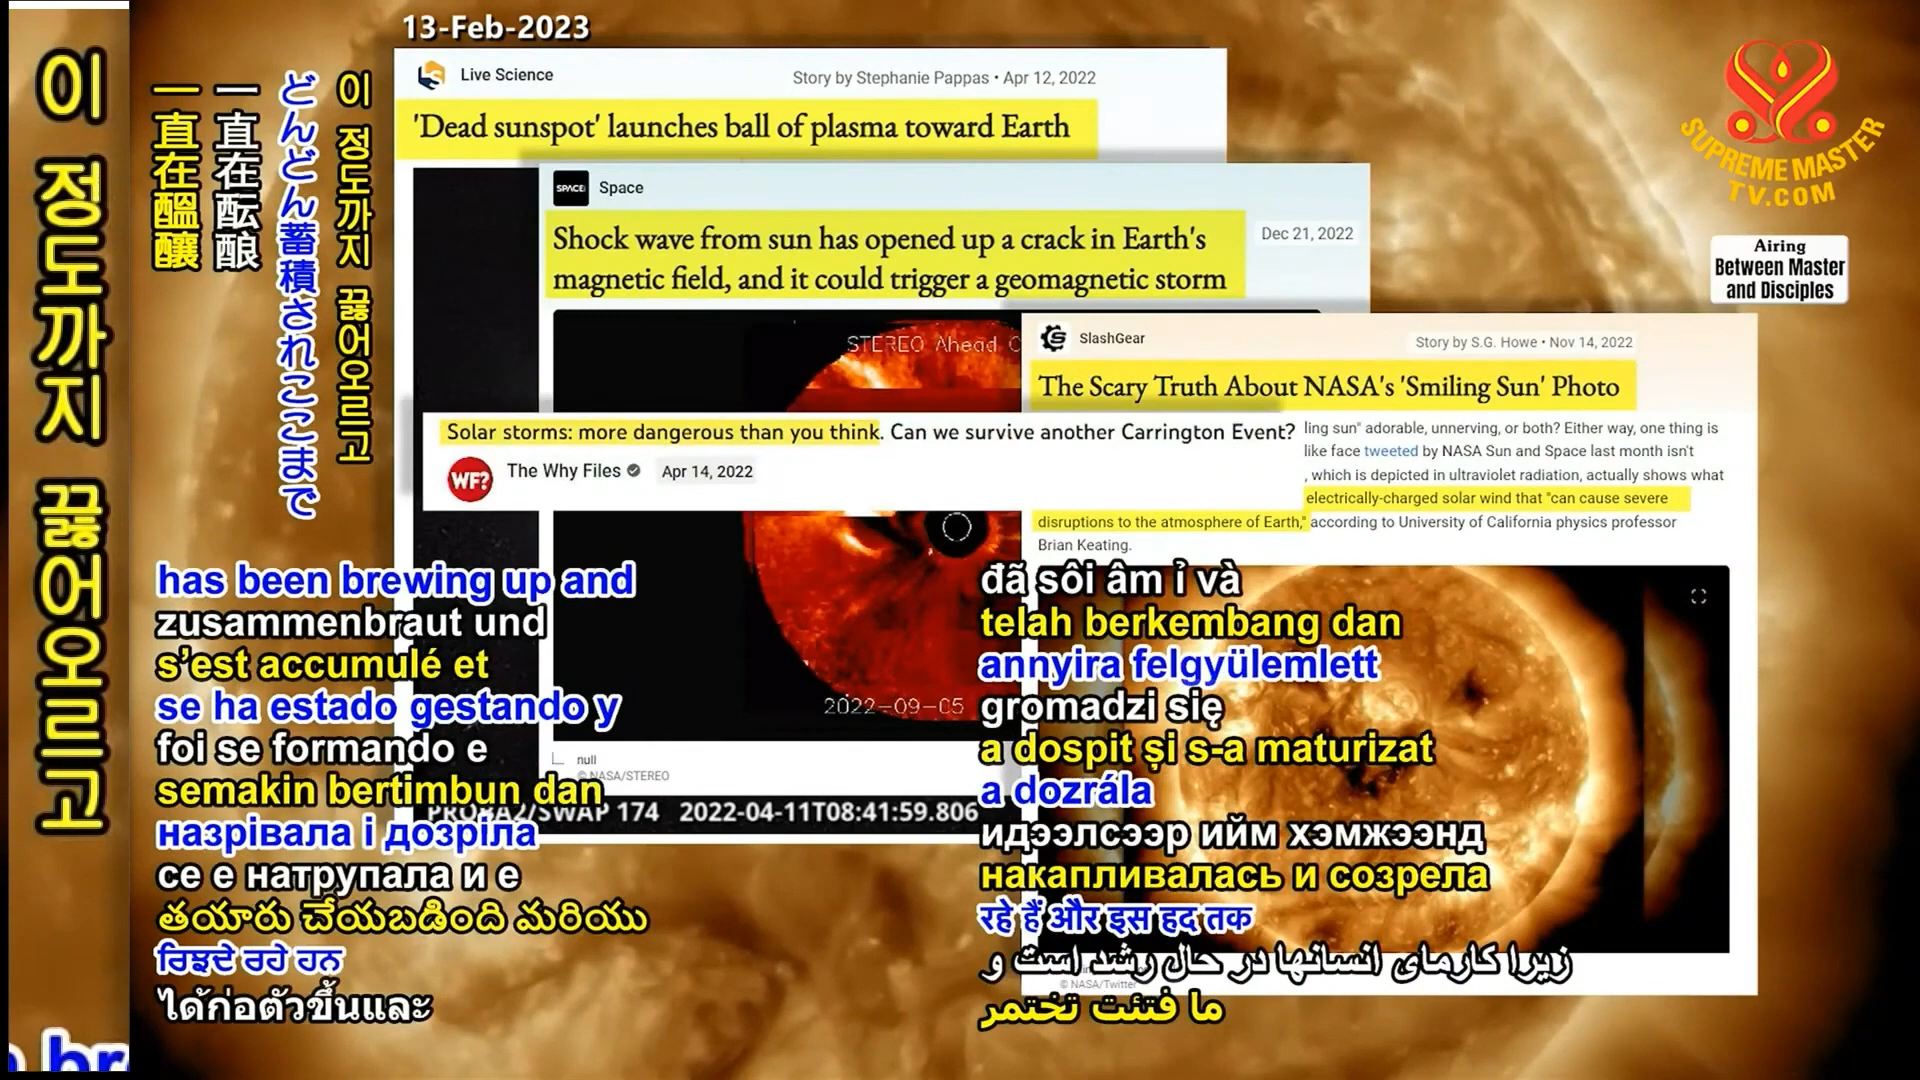 13-Feb-2023
이 정도까지 끓어오르고
一直在醞釀
一直在酝酿
どんどん蓄積されここまで
이 정도까지 끓어오르고
Live Science
Story by Stephanie Pappas • Apr 12, 2022
'Dead sunspot' launches ball of plasma toward Earth
SPACE
Space
Dec 21, 2022
Shock wave from sun has opened up a crack in Earth's
magnetic field, and it could trigger a geomagnetic storm
STEREO Ahead C
SlashGear
Story by S.G. Howe • Nov 14, 2022
The Scary Truth About NASA's 'Smiling Sun' Photo
ling sun" adorable, unnerving, or both? Either way, one thing is
like face tweeted by NASA Sun and Space last month isn't
, which is depicted in ultraviolet radiation, actually shows what
electrically-charged solar wind that "can cause severe
disruptions to the atmosphere of Earth," according to University of California physics professor
Brian Keating.
Solar storms: more dangerous than you think. Can we survive another Carrington Event?
WF?
The Why Files
Apr 14, 2022
2022-09-05
null
© NASA/STEREO
PROBA2/SWAP 174 2022-04-11T08:41:59.806
© NASA/Twitter
SUPREME MASTER
TV.COM
Airing
Between Master
and Disciples
has been brewing up and
zusammenbraut und
s'est accumulé et
se ha estado gestando y
foi se formando e
semakin bertimbun dan
назрівала і дозріла
се е натрупала и е
తయారు చేయబడింది మరియు
ਰਿਝਦੇ ਰਹੇ ਹਨ
ได้ก่อตัวขึ้นและ
đã sôi âm ỉ và
telah berkembang dan
annyira felgyülemlett
gromadzi się
a dospit și s-a maturizat
a dozrála
идээлсээр ийм хэмжээнд
накапливалась и созрела
रहे हैं और इस हद तक
زیرا کارمای انسانها در حال رشد است و
ما فتئت تختمر
br